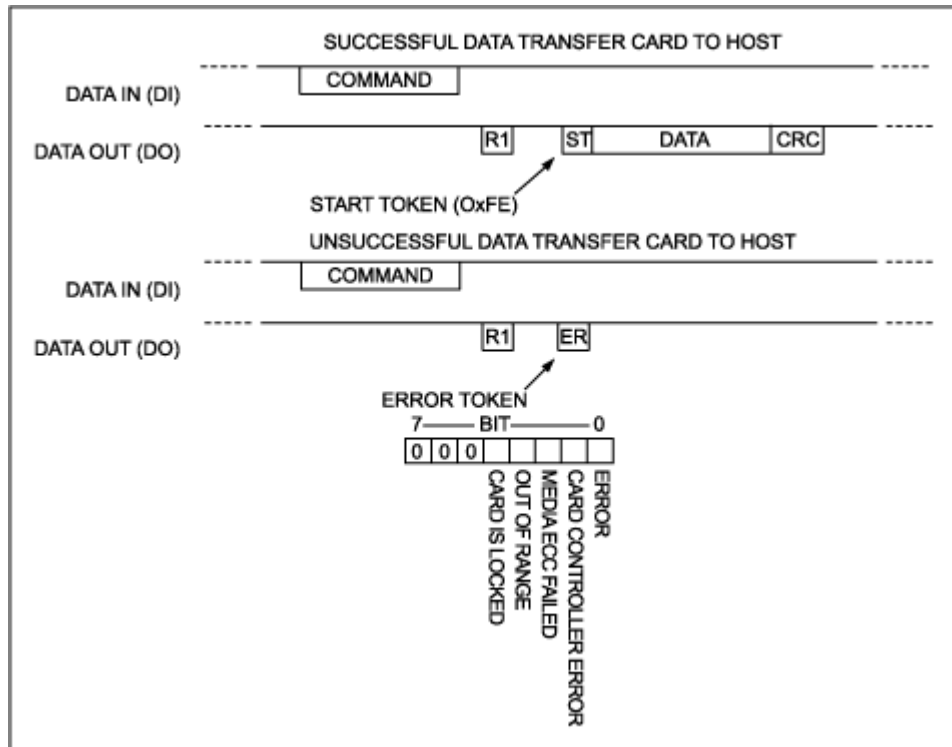 SUCCESSFUL DATA TRANSFER CARD TO HOST
COMMAND
DATA IN (DI)
R1 ST DATA CRC
DATA OUT (DO)
START TOKEN (OxFE)
UNSUCCESSFUL DATA TRANSFER CARD TO HOST
COMMAND
DATA IN (DI)
R1 ER
DATA OUT (DO)
ERROR TOKEN
7 BIT 0
0 0 0
CARD IS LOCKED
OUT OF RANGE
MEDIA ECC FAILED
CARD CONTROLLER ERROR
ERROR